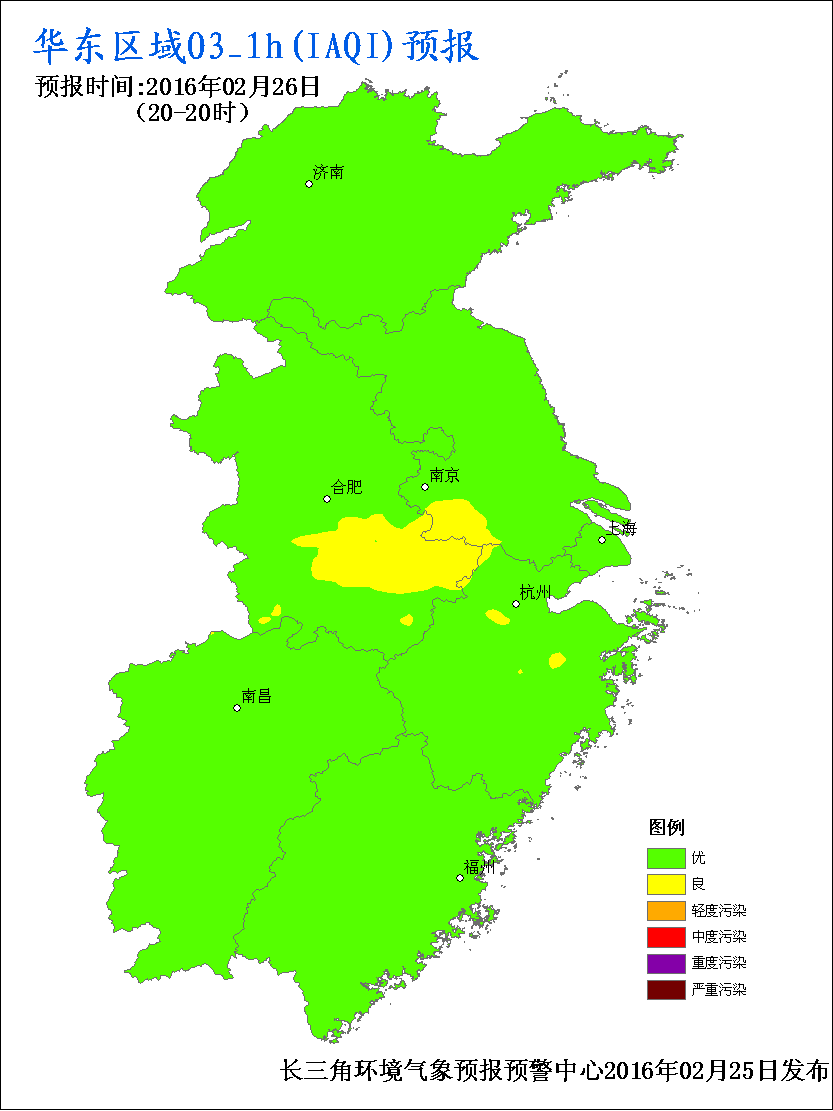 华东区域O3_1h(IAQI)预报
预报时间:2016年02月26日
(20-20时)
济南
南京
合肥
上海
杭州
南昌
福州
图例
优
良
轻度污染
中度污染
重度污染
严重污染
长三角环境气象预报预警中心2016年02月25日发布